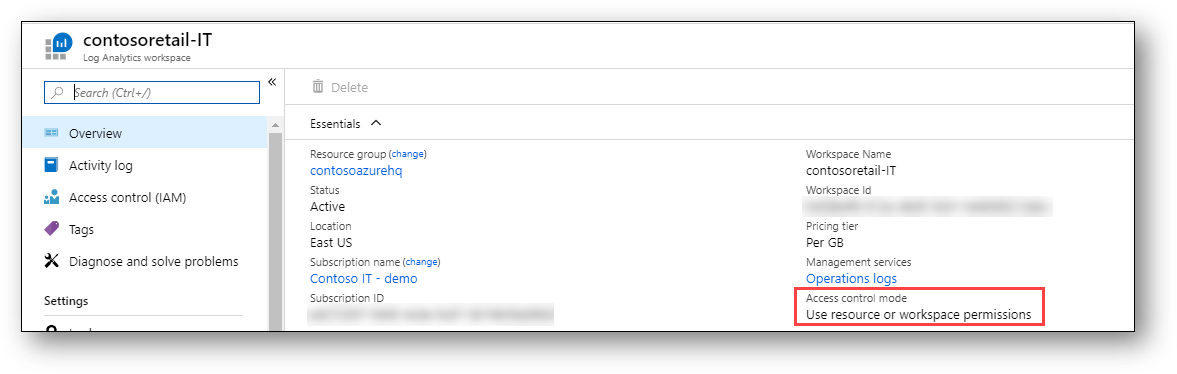 contosoretail-IT
Log Analytics workspace
Search (Ctrl+/)
Overview
Activity log
Access control (IAM)
Tags
Diagnose and solve problems
Settings
Delete
Essentials
Resource group (change)
contosoazurehq
Status
Active
Location
East US
Subscription name (change)
Contoso IT - demo
Subscription ID
Workspace Name
contosoretail-IT
Workspace Id
Pricing tier
Per GB
Management services
Operations logs
Access control mode
Use resource or workspace permissions